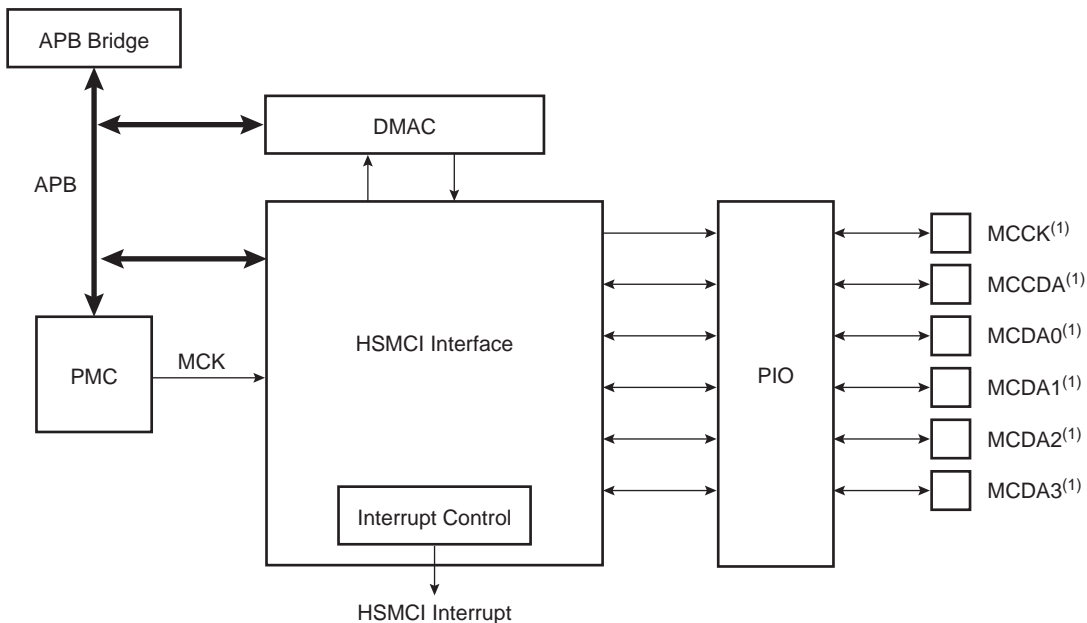 APB Bridge
DMAC
APB
MCCK(1)
MCCDA(1)
HSMCI Interface
MCDA0(1)
MCK
PMC
PIO
MCDA1(1)
MCDA2(1)
MCDA3(1)
Interrupt Control
HSMCI Interrupt